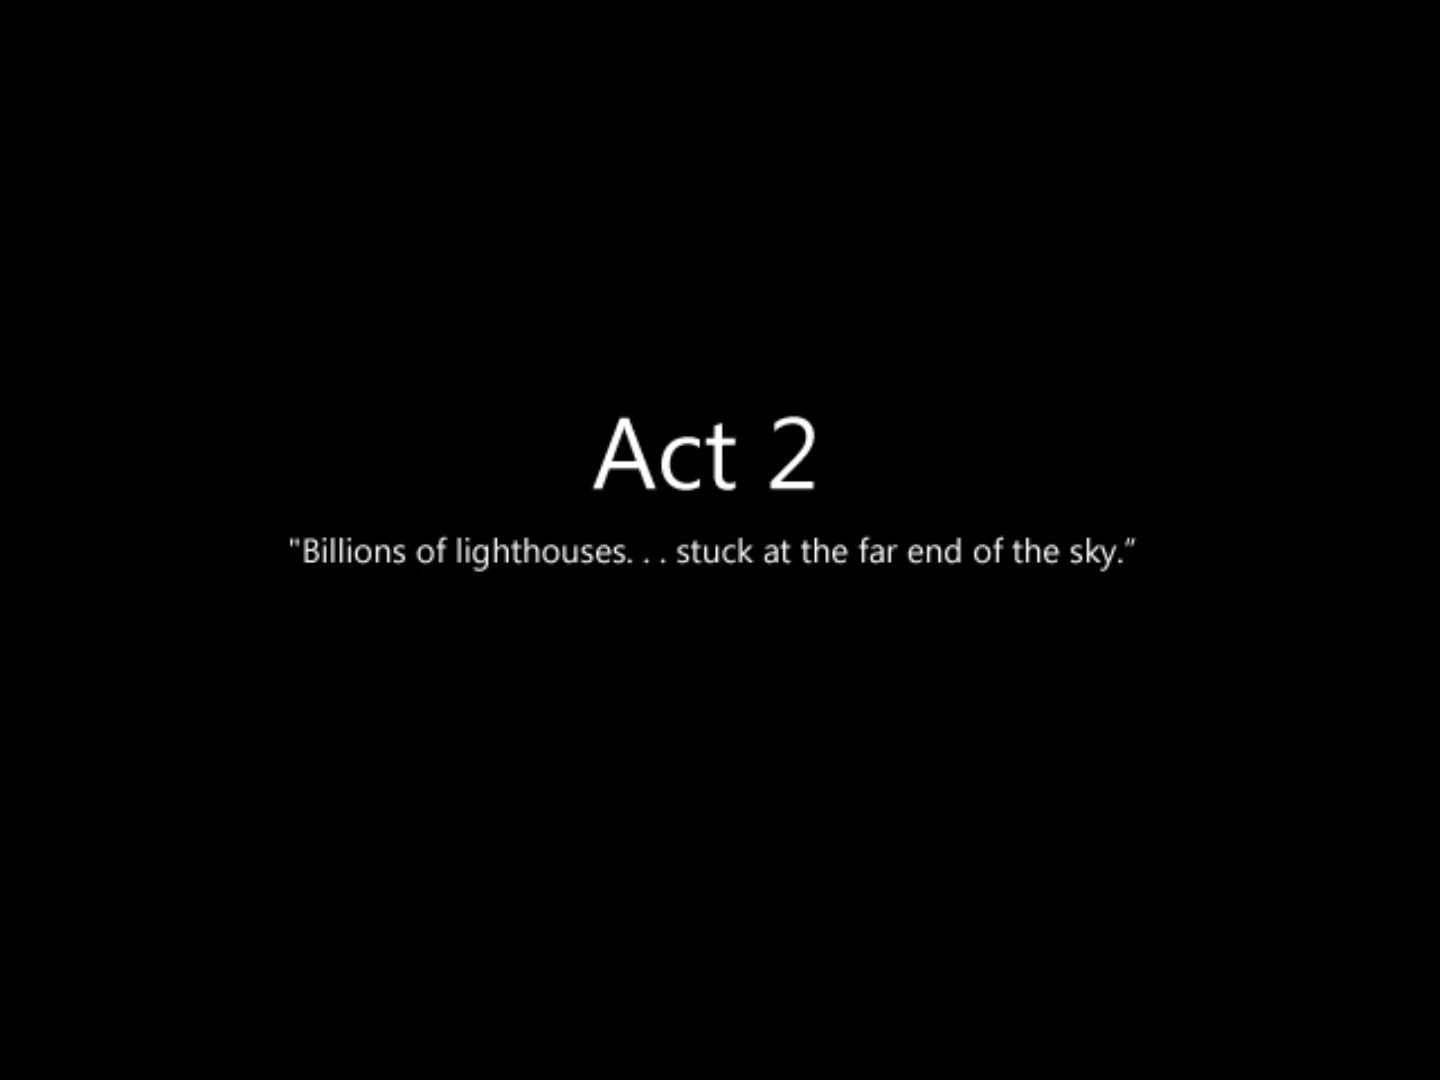 Act 2
"Billions of lighthouses. . . stuck at the far end of the sky.”